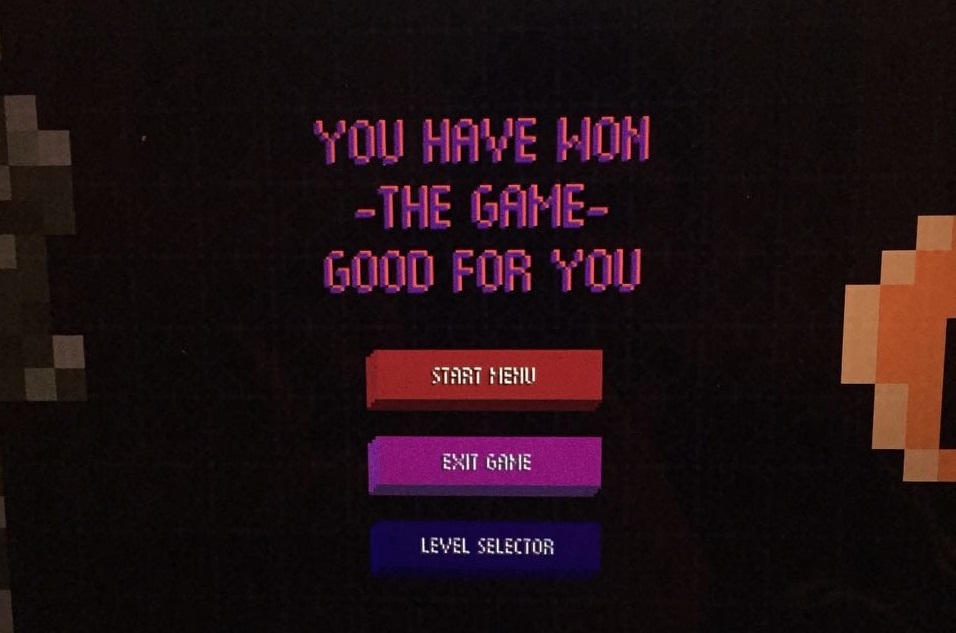 YOU HAVE WON
-THE GAME-
GOOD FOR YOU
START MENU
EXIT GAME
LEVEL SELECTOR